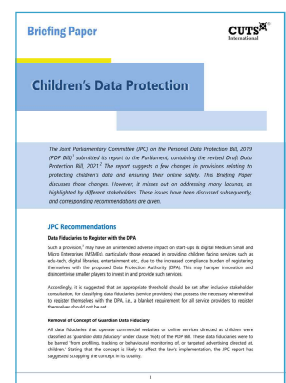 Briefing Paper
CUTS
International
Children's Data Protection
The Joint Parliamentary Committee (JPC) on the Personal Data Protection Bill, 2019
(PDP Bill)1 submitted its report to the Parliament, containing the revised Draft Data
Protection Bill, 2021.2 The report suggests a few changes in provisions relating to
protecting children's data and ensuring their online safety. This Briefing Paper
discusses those changes. However, it misses out on addressing many lacunas, as
highlighted by different stakeholders. These issues have been discussed subsequently,
and corresponding recommendations are given.
JPC Recommendations
Data Fiduciaries to Register with the DPA
Such a provision,3 may have an unintended adverse impact on start-ups & Digital Medium Small and
Micro Enterprises (MSMEs), particularly those engaged in providing children facing services such as
eds-tech, digital libraries, entertainment etc., due to the increased compliance burden of registering
themselves with the proposed Data Protection Authority (DPA). This may hamper innovation and
disincentivise smaller players to invest in and provide such services.
Accordingly, it is suggested that an appropriate threshold should be set after inclusive stakeholder
consultation, for classifying data fiduciaries (service providers) that possess the necessary
to register themselves with the DPA, i.e., a blanket requirement for all service providers to register
themselves should not be set.
Removal of Concept of Guardian Data Fiduciary
All data fiduciaries that operate commercial websites or online services directed at children were
classified as 'guardian data fiduciary' under clause of the PDP Bill. These data fiduciaries were to
be barred 'from profiling, tracking or behavioural monitoring of, or targeted advertising directed at,
children.' Stating that the concept is likely to affect the law's implementation, the JPC report has
suggested scrapping the concept in its totality.
1